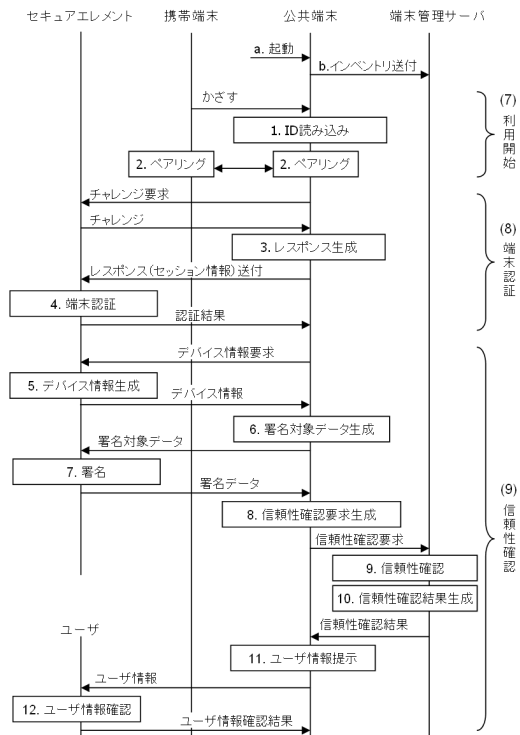 セキュアエレメント 携帯端末 公共端末 端末管理サーバ
a. 起動
b.インベントリ送付
かざす
(7) 利用開始
1. ID読み込み
2. ペアリング 2. ペアリング
チャレンジ要求
チャレンジ
(8) 端末認証
3. レスポンス生成
レスポンス(セッション情報)送付
4. 端末認証
認証結果
デバイス情報要求
5. デバイス情報生成
デバイス情報
6. 署名対象データ生成
署名対象データ
7. 署名
署名データ
(9) 信頼性確認
8. 信頼性確認要求生成
信頼性確認要求
9. 信頼性確認
10. 信頼性確認結果生成
ユーザ
信頼性確認結果
11. ユーザ情報提示
ユーザ情報
12. ユーザ情報確認
ユーザ情報確認結果